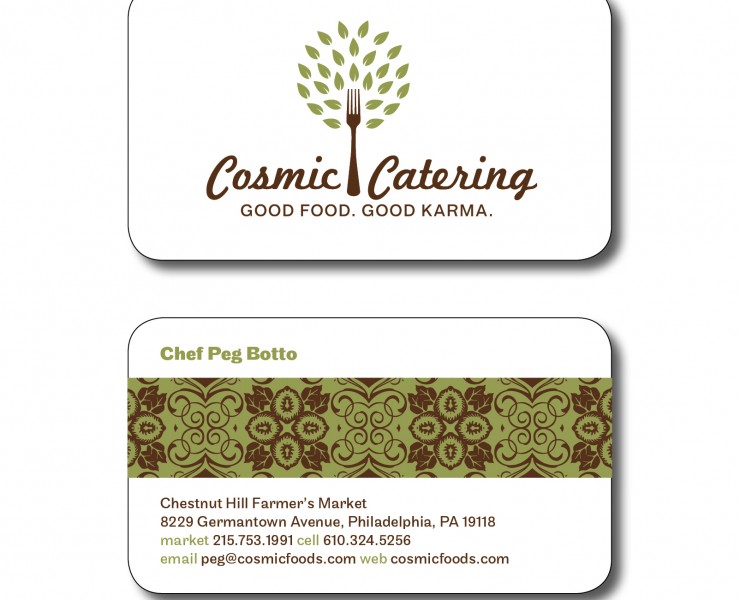 Cosmic Catering
GOOD FOOD. GOOD KARMA.
Chef Peg Botto
Chestnut Hill Farmer's Market
8229 Germantown Avenue, Philadelphia, PA 19118
market 215.753.1991 cell 610.324.5256
email peg@cosmicfoods.com web cosmicfoods.com